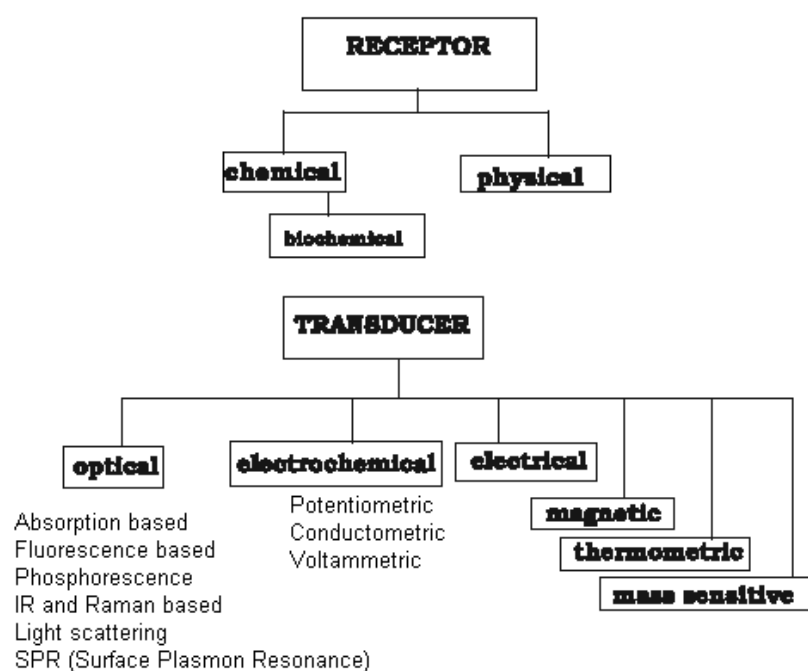 RECEPTOR
chemical
physical
biochemical
TRANSDUCER
optical
electrochemical
electrical
magnetic
thermometric
mass sensitive
Absorption based
Fluorescence based
Phosphorescence
IR and Raman based
Light scattering
SPR (Surface Plasmon Resonance)
Potentiometric
Conductometric
Voltammetric